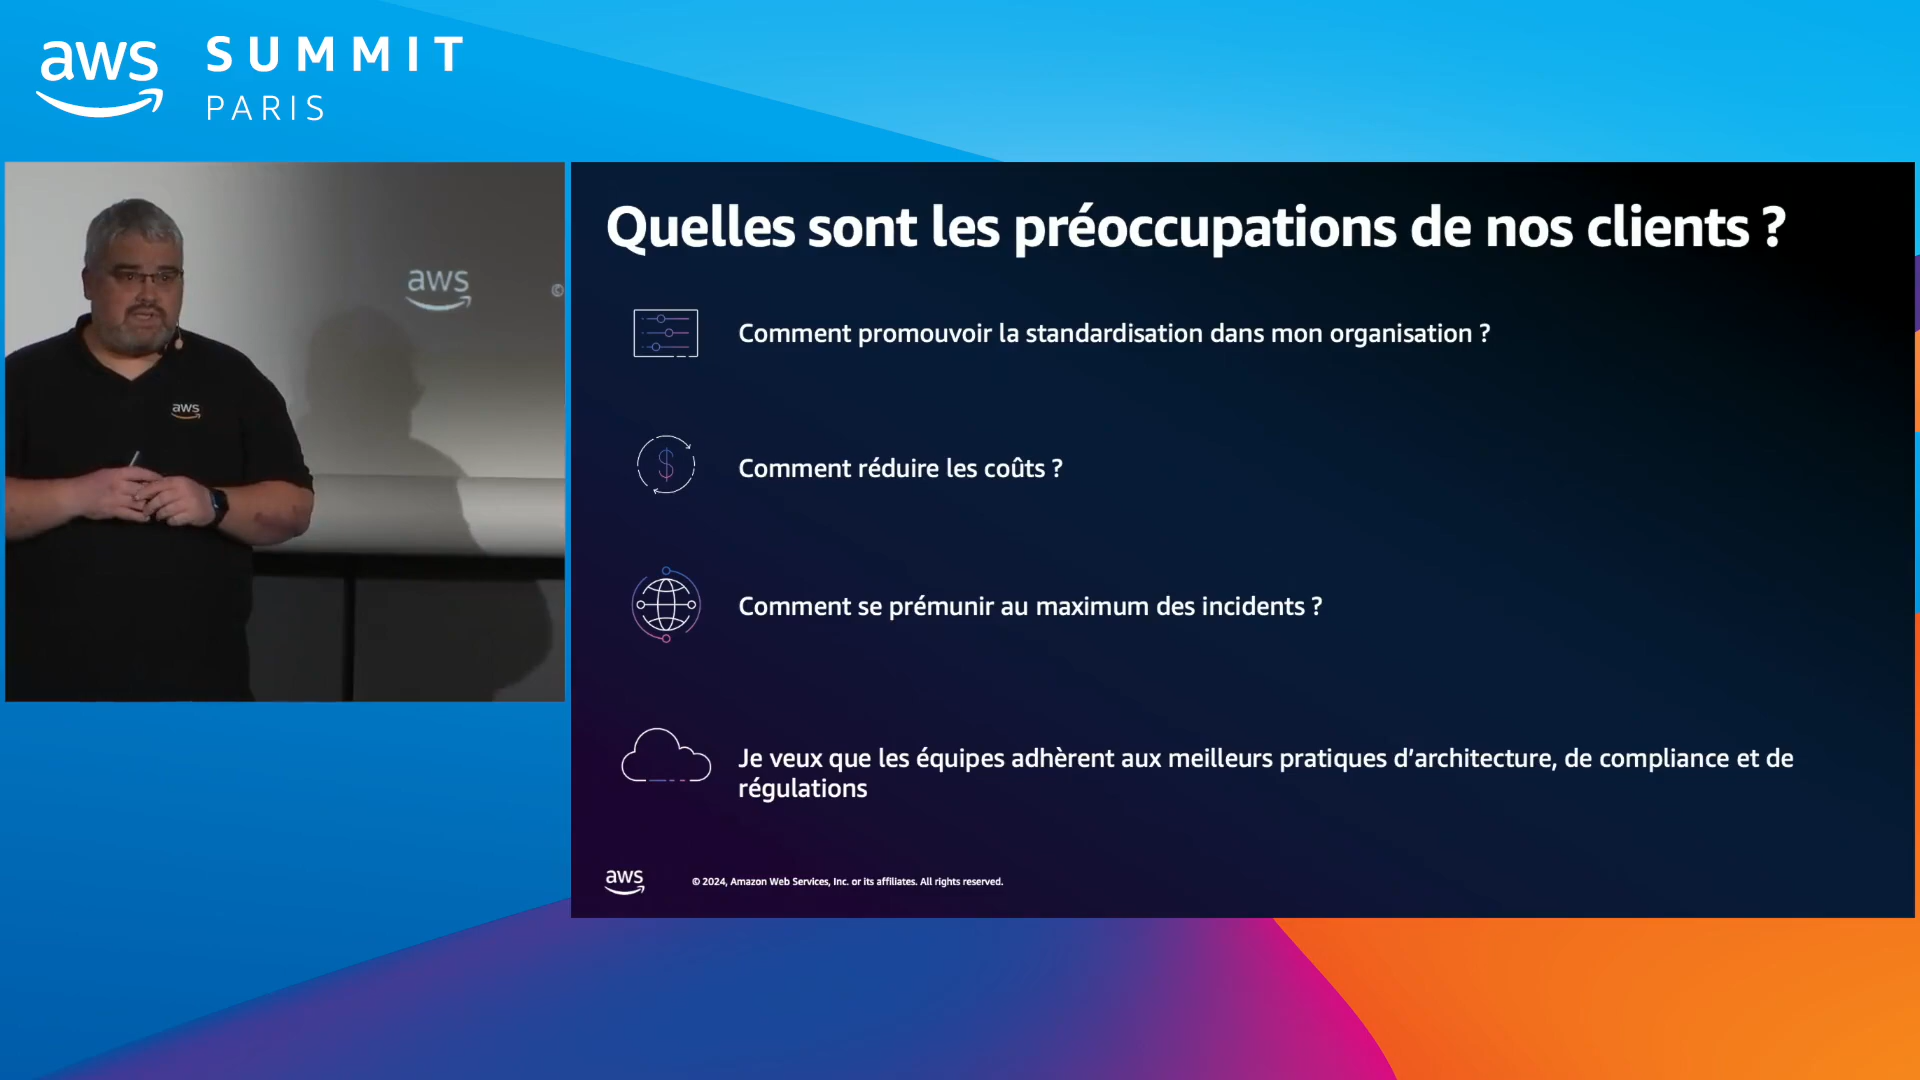 aws
SUMMIT
PARIS
aws
©
aws
Quelles sont les préoccupations de nos clients ?
Comment promouvoir la standardisation dans mon organisation ?
$
Comment réduire les coûts ?
Comment se prémunir au maximum des incidents ?
Je veux que les équipes adhèrent aux meilleurs pratiques d’architecture, de compliance et de
régulations
aws
© 2024, Amazon Web Services, Inc. or its affiliates. All rights reserved.